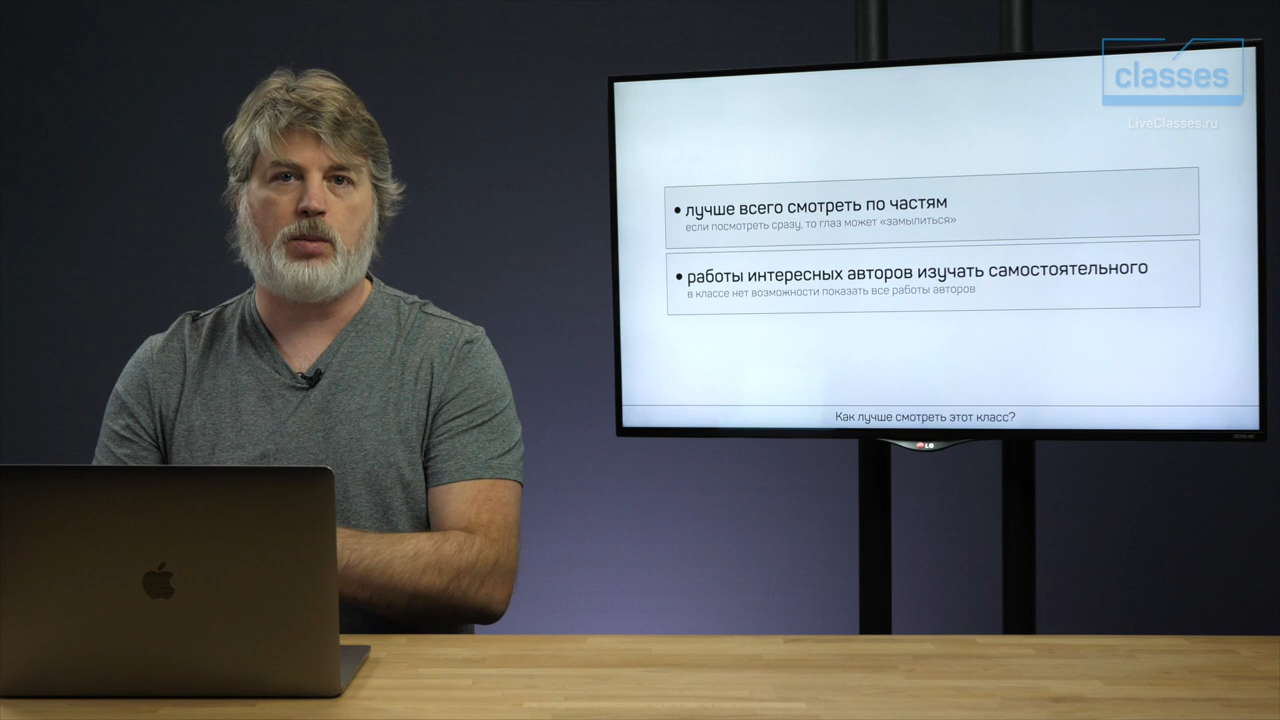 classes
LiveClasses.ru
• лучше всего смотреть по частям
если посмотреть сразу, то глаз может «замылиться»
• работы интересных авторов изучать самостоятельного
в классе нет возможности показать все работы авторов
Как лучше смотреть этот класс?
LG